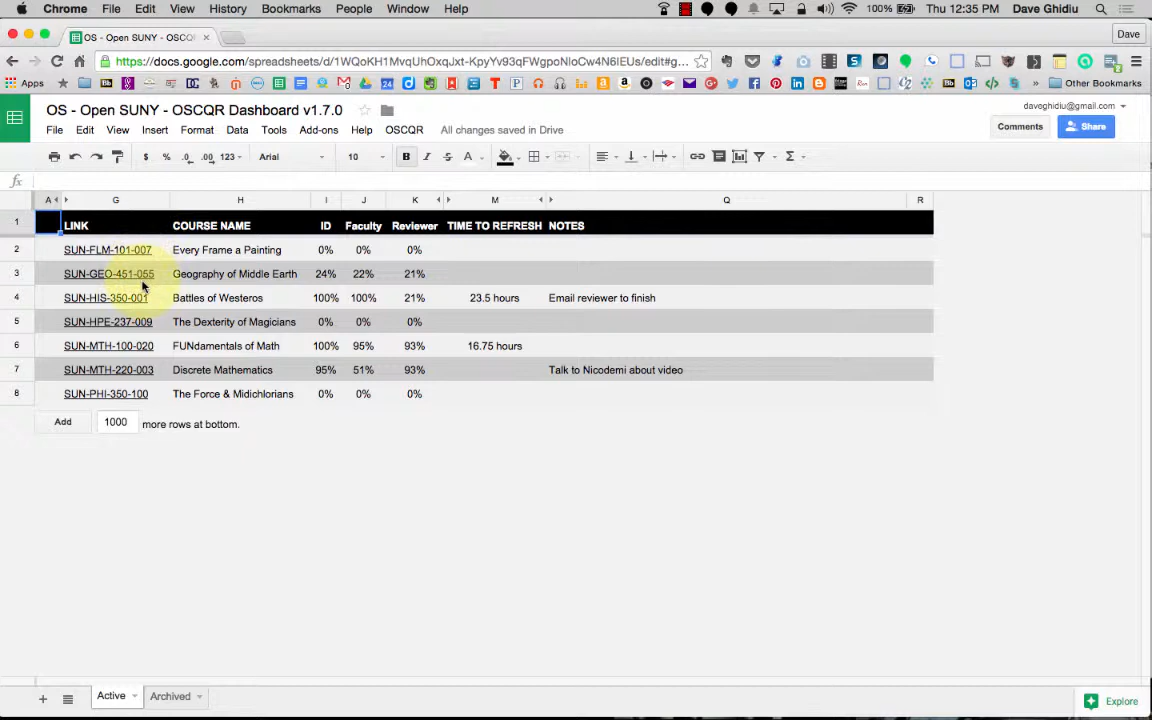 Chrome File Edit View History Bookmarks People Window Help 100% Thu 12:35 PM Dave Ghidiu
OS - Open SUNY - OSCQ Dave
https://docs.google.com/spreadsheets/d/1WQoKH1MvqUhOxqJxt-KpyYv93qFWgpoNloCw4N6lEUs/edit#g...
Apps Other Bookmarks
OS - Open SUNY - OSCQR Dashboard v1.7.0 daveghidiu@gmail.com
File Edit View Insert Format Data Tools Add-ons Help OSCQR All changes saved in Drive Comments Share
$ % .0 .00 123 Arial 10 B I S A
fx
A G H I J K M Q R
1 LINK COURSE NAME ID Faculty Reviewer TIME TO REFRESH NOTES
2 SUN-FLM-101-007 Every Frame a Painting 0% 0% 0%
3 SUN-GEO-451-055 Geography of Middle Earth 24% 22% 21%
4 SUN-HIS-350-001 Battles of Westeros 100% 100% 21% 23.5 hours Email reviewer to finish
5 SUN-HPE-237-009 The Dexterity of Magicians 0% 0% 0%
6 SUN-MTH-100-020 FUNdamentals of Math 100% 95% 93% 16.75 hours
7 SUN-MTH-220-003 Discrete Mathematics 95% 51% 93% Talk to Nicodemi about video
8 SUN-PHI-350-100 The Force & Midichlorians 0% 0% 0%
Add 1000 more rows at bottom.
Active Archived Explore